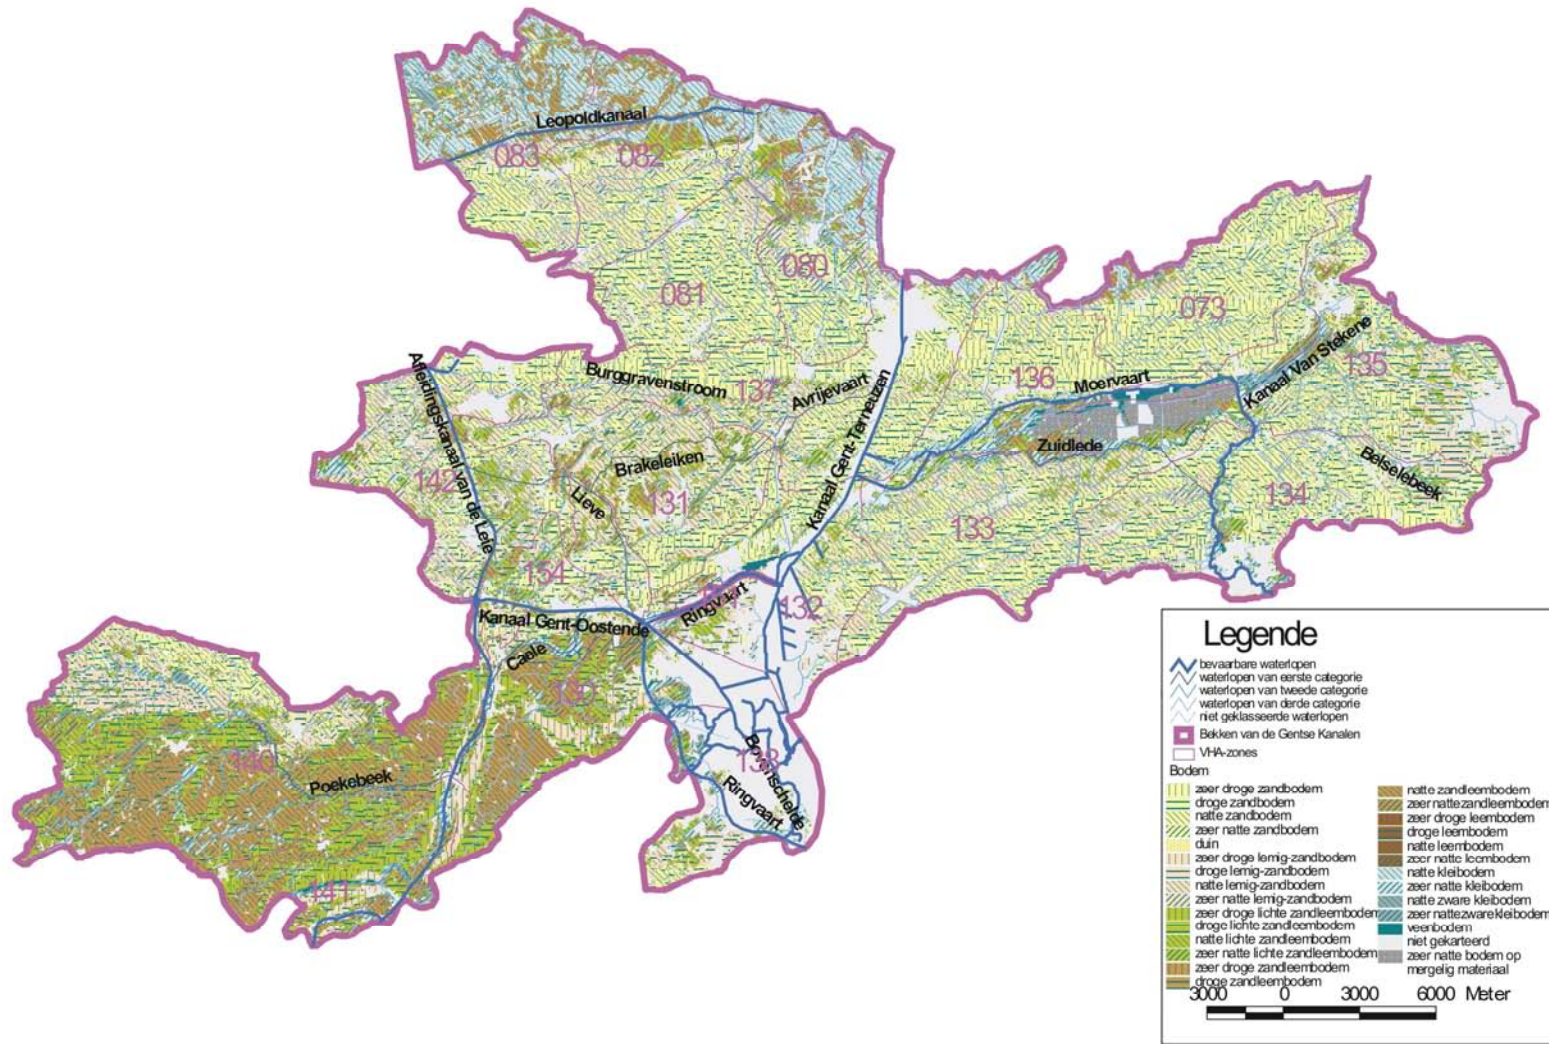 Leopoldkanaal
083
082
080
081
073
Afleidingskanaal van de Leie
Burggravenstroom
137
Avrijevaart
136
Moervaart
Kanaal Van Stekene
135
Kanaal Gent-Terneuzen
Zuidlede
Brakeleiken
142
Lieve
131
Belselebeek
134
133
154
Ringvaart
132
Kanaal Gent-Oostende
Caele
130
140
Poekebeek
Bovenschelde
138
Ringvaart
141
Legende
bevaarbare waterlopen
waterlopen van eerste categorie
waterlopen van tweede categorie
waterlopen van derde categorie
niet geklasseerde waterlopen
Bekken van de Gentse Kanalen
VHA-zones
Bodem
zeer droge zandbodem
droge zandbodem
natte zandbodem
zeer natte zandbodem
duin
zeer droge lemig-zandbodem
droge lemig-zandbodem
natte lemig-zandbodem
zeer natte lemig-zandbodem
zeer droge lichte zandleembodem
droge lichte zandleembodem
natte lichte zandleembodem
zeer natte lichte zandleembodem
zeer droge zandleembodem
droge zandleembodem
natte zandleembodem
zeer natte zandleembodem
zeer droge leembodem
droge leembodem
natte leembodem
zeer natte leembodem
natte kleibodem
zeer natte kleibodem
natte zware kleibodem
zeer natte zware kleibodem
veenbodem
niet gekarteerd
zeer natte bodem op
mergelig materiaal
3000 0 3000 6000 Meter